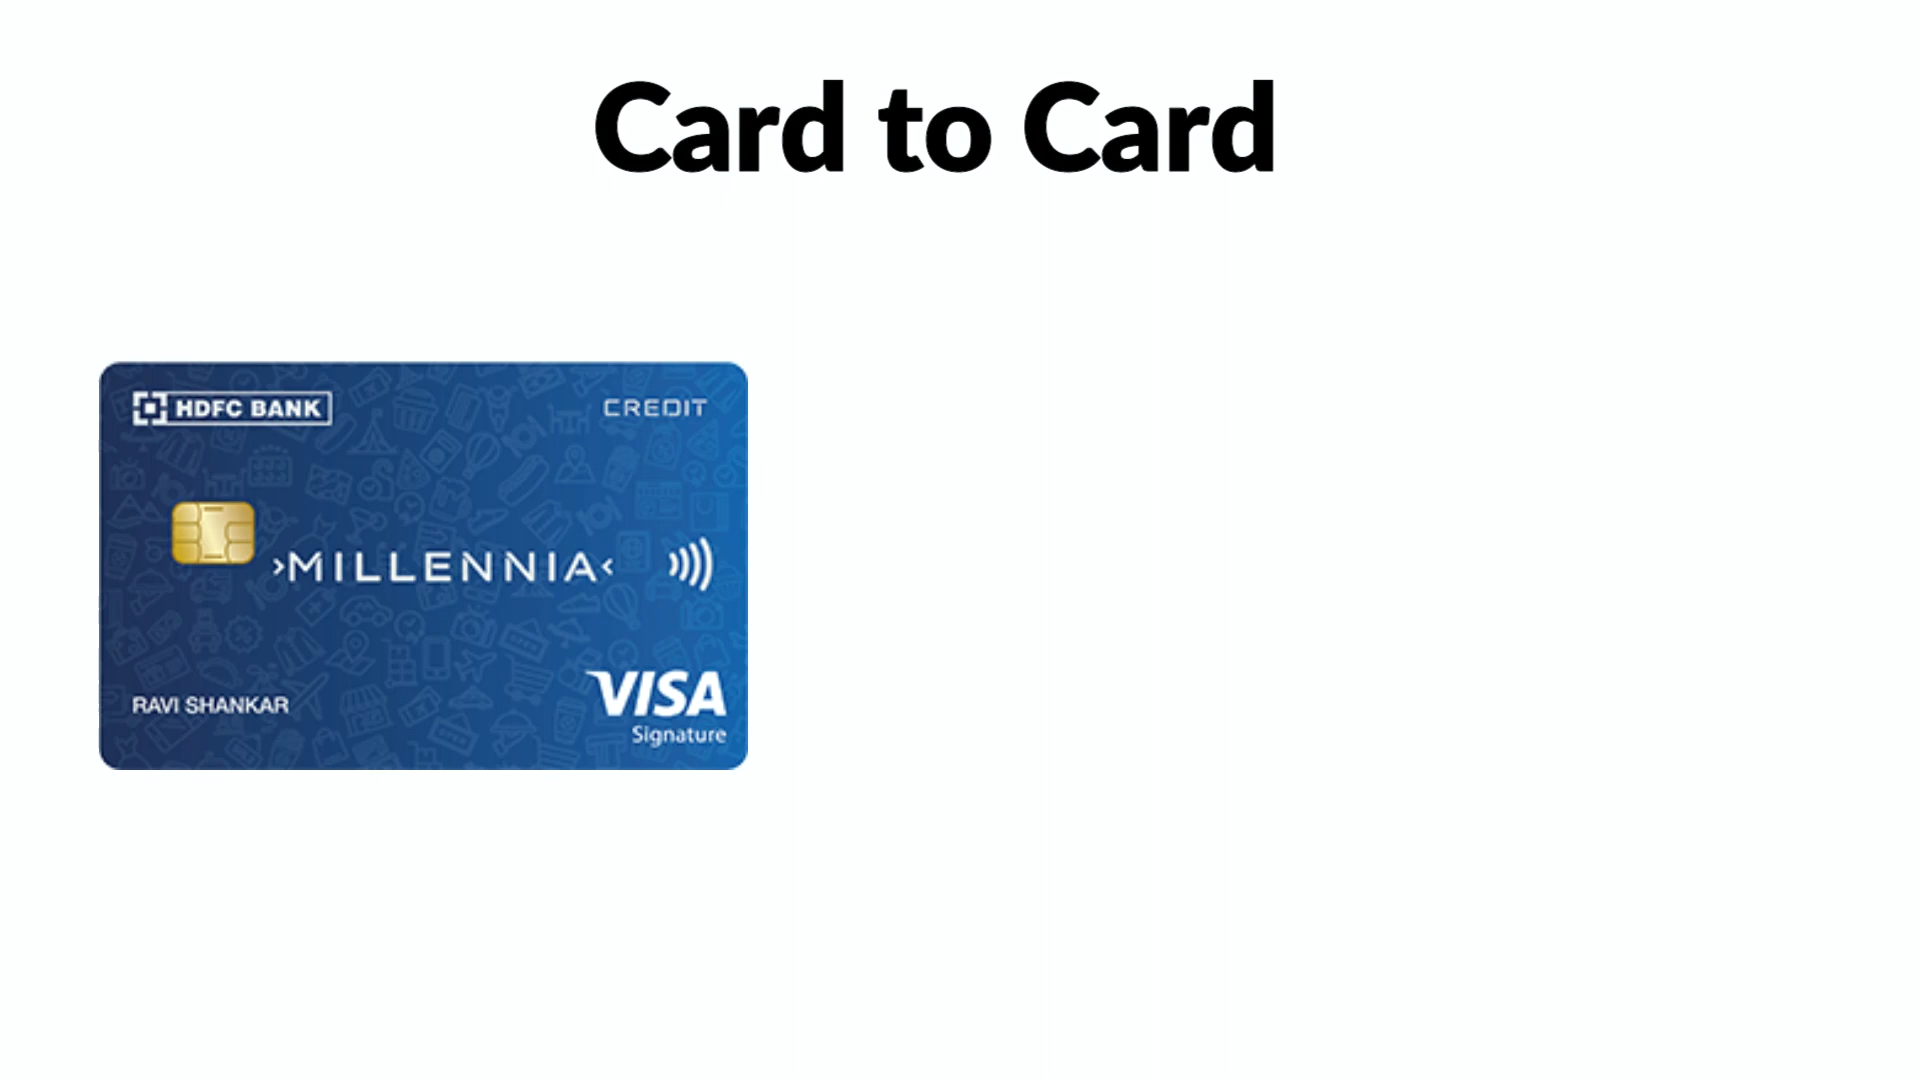 Card to Card
HDFC BANK
CREDIT
›MILLENNIA‹
RAVI SHANKAR
VISA
Signature